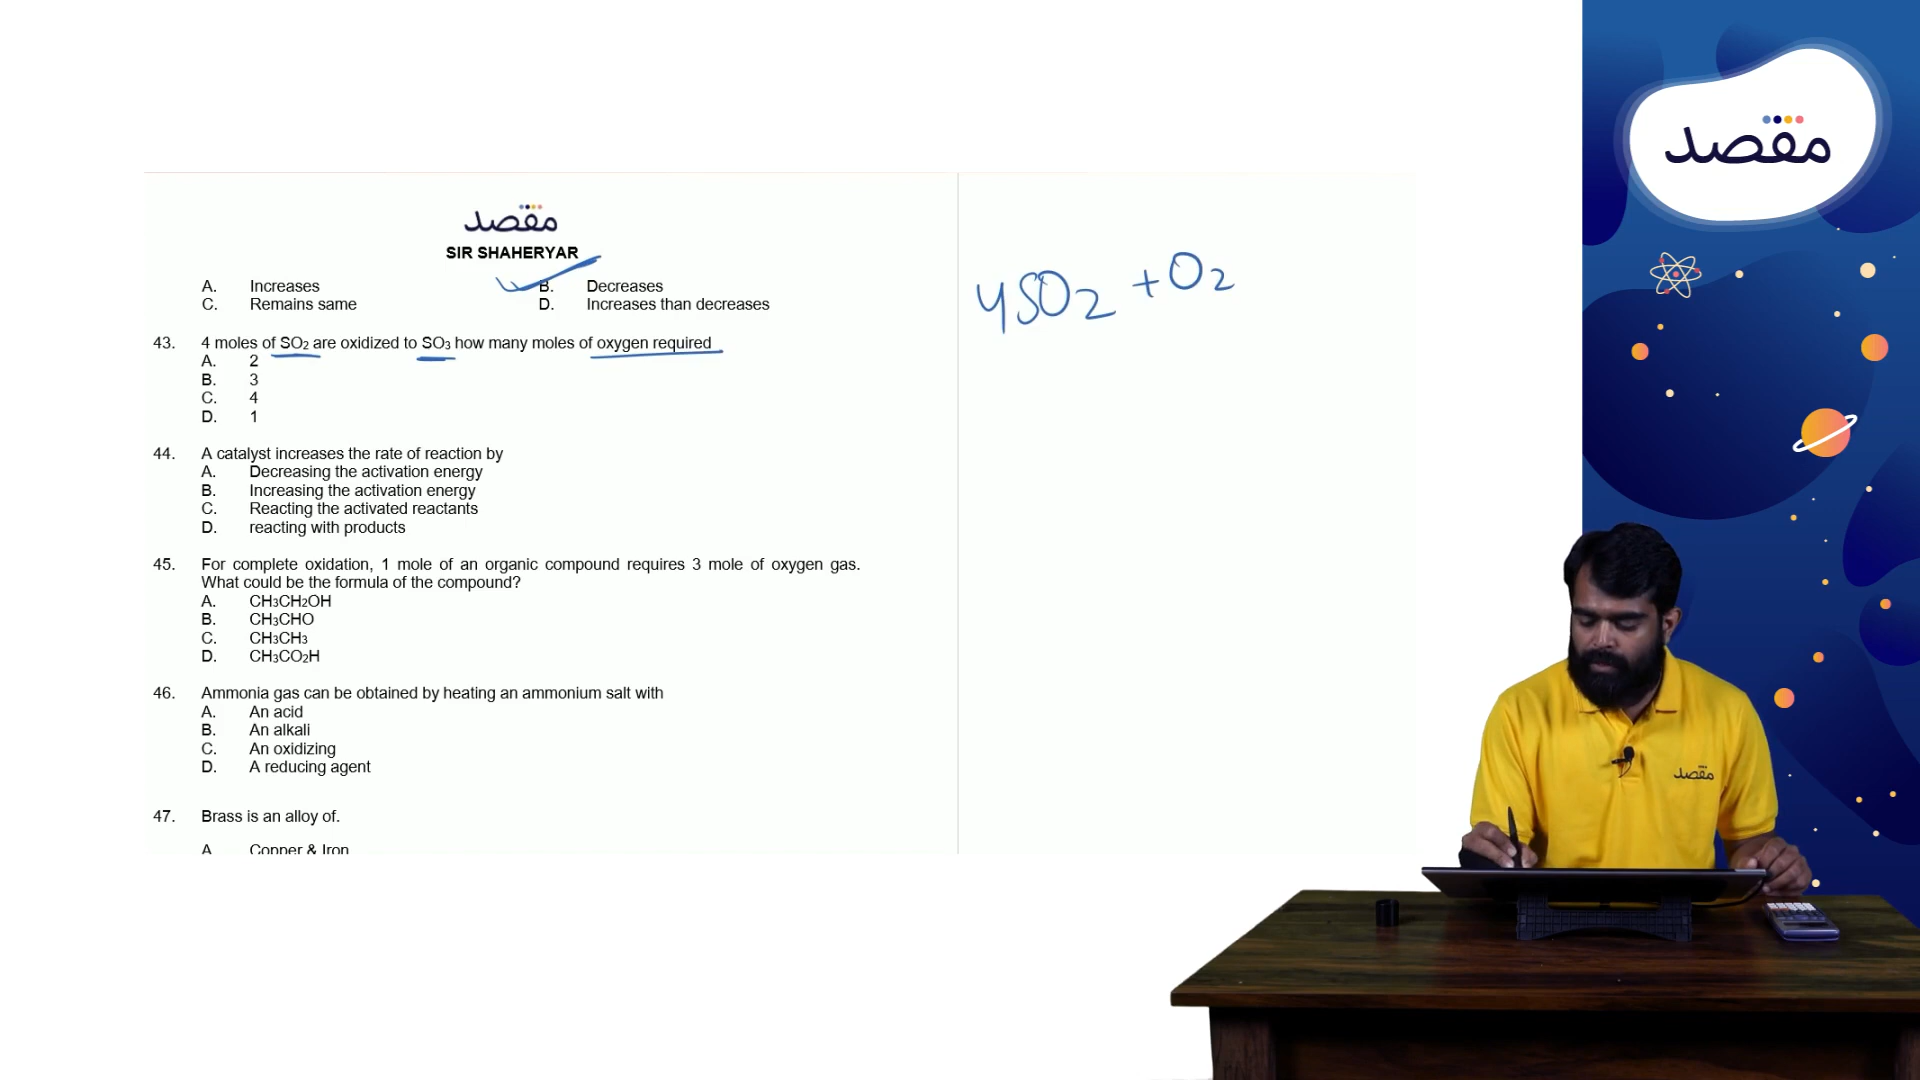 مقصد
مقصد
SIR SHAHERYAR
A. Increases B. Decreases
C. Remains same D. Increases than decreases
43. 4 moles of SO₂ are oxidized to SO₃ how many moles of oxygen required
A. 2
B. 3
C. 4
D. 1
44. A catalyst increases the rate of reaction by
A. Decreasing the activation energy
B. Increasing the activation energy
C. Reacting the activated reactants
D. reacting with products
45. For complete oxidation, 1 mole of an organic compound requires 3 mole of oxygen gas.
What could be the formula of the compound?
A. CH₃CH₂OH
B. CH₃CHO
C. CH₃CH₃
D. CH₃CO₂H
46. Ammonia gas can be obtained by heating an ammonium salt with
A. An acid
B. An alkali
C. An oxidizing
D. A reducing agent
47. Brass is an alloy of.
A Copper & Iron
4SO₂ + O₂
مقصد